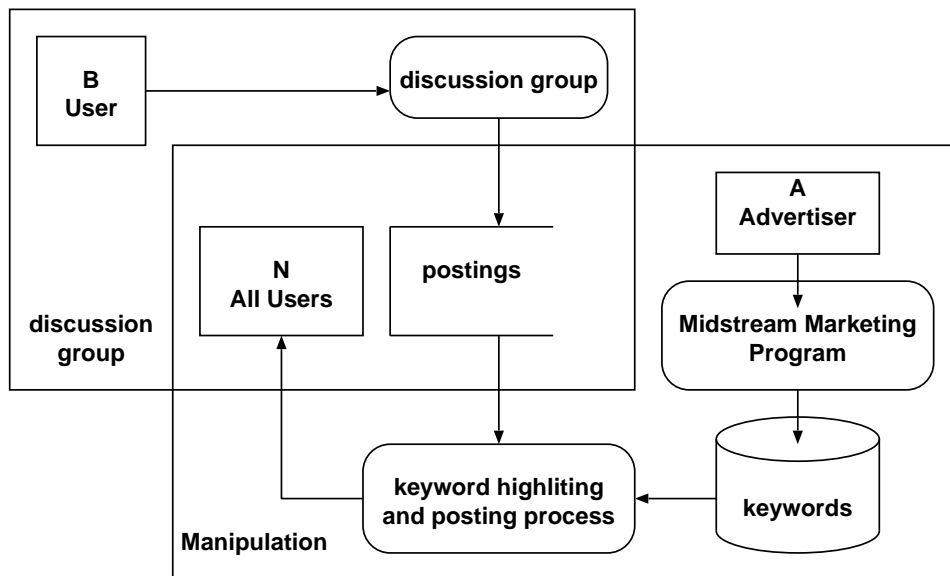 B
User
discussion group
A
Advertiser
N
All Users
postings
discussion
group
Midstream Marketing
Program
keyword highliting
and posting process
keywords
Manipulation